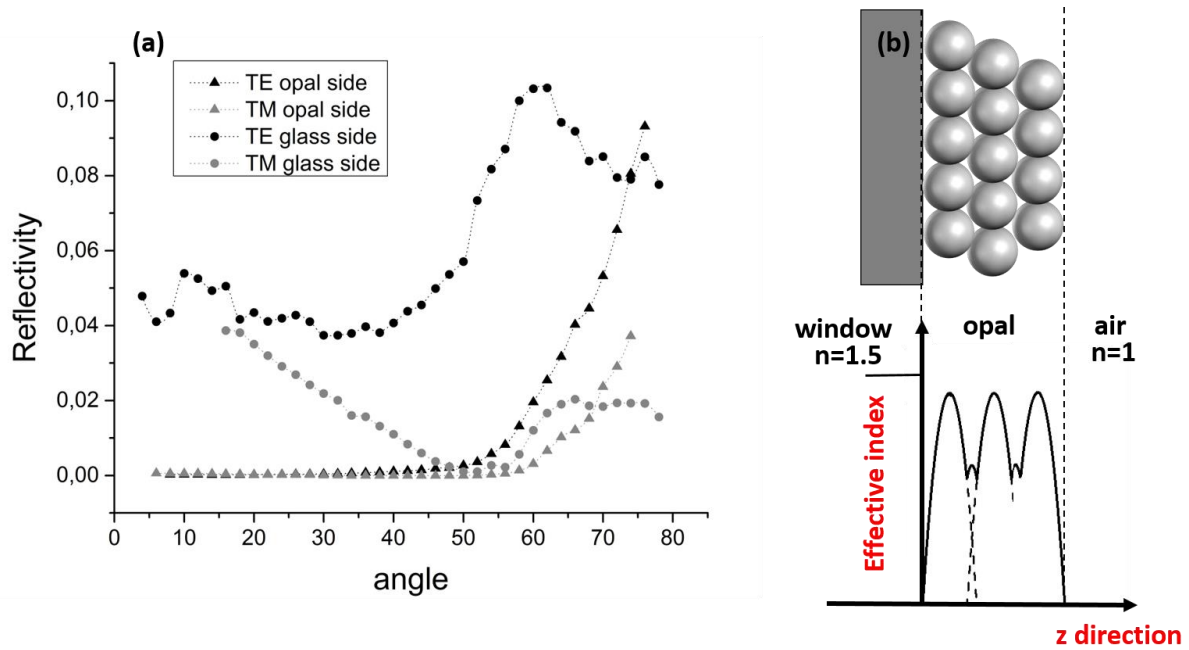 (a)
TE opal side
TM opal side
TE glass side
TM glass side
Reflectivity
0,10
0,08
0,06
0,04
0,02
0,00
0 10 20 30 40 50 60 70 80
angle
(b)
window
n=1.5
opal
air
n=1
Effective index
z direction